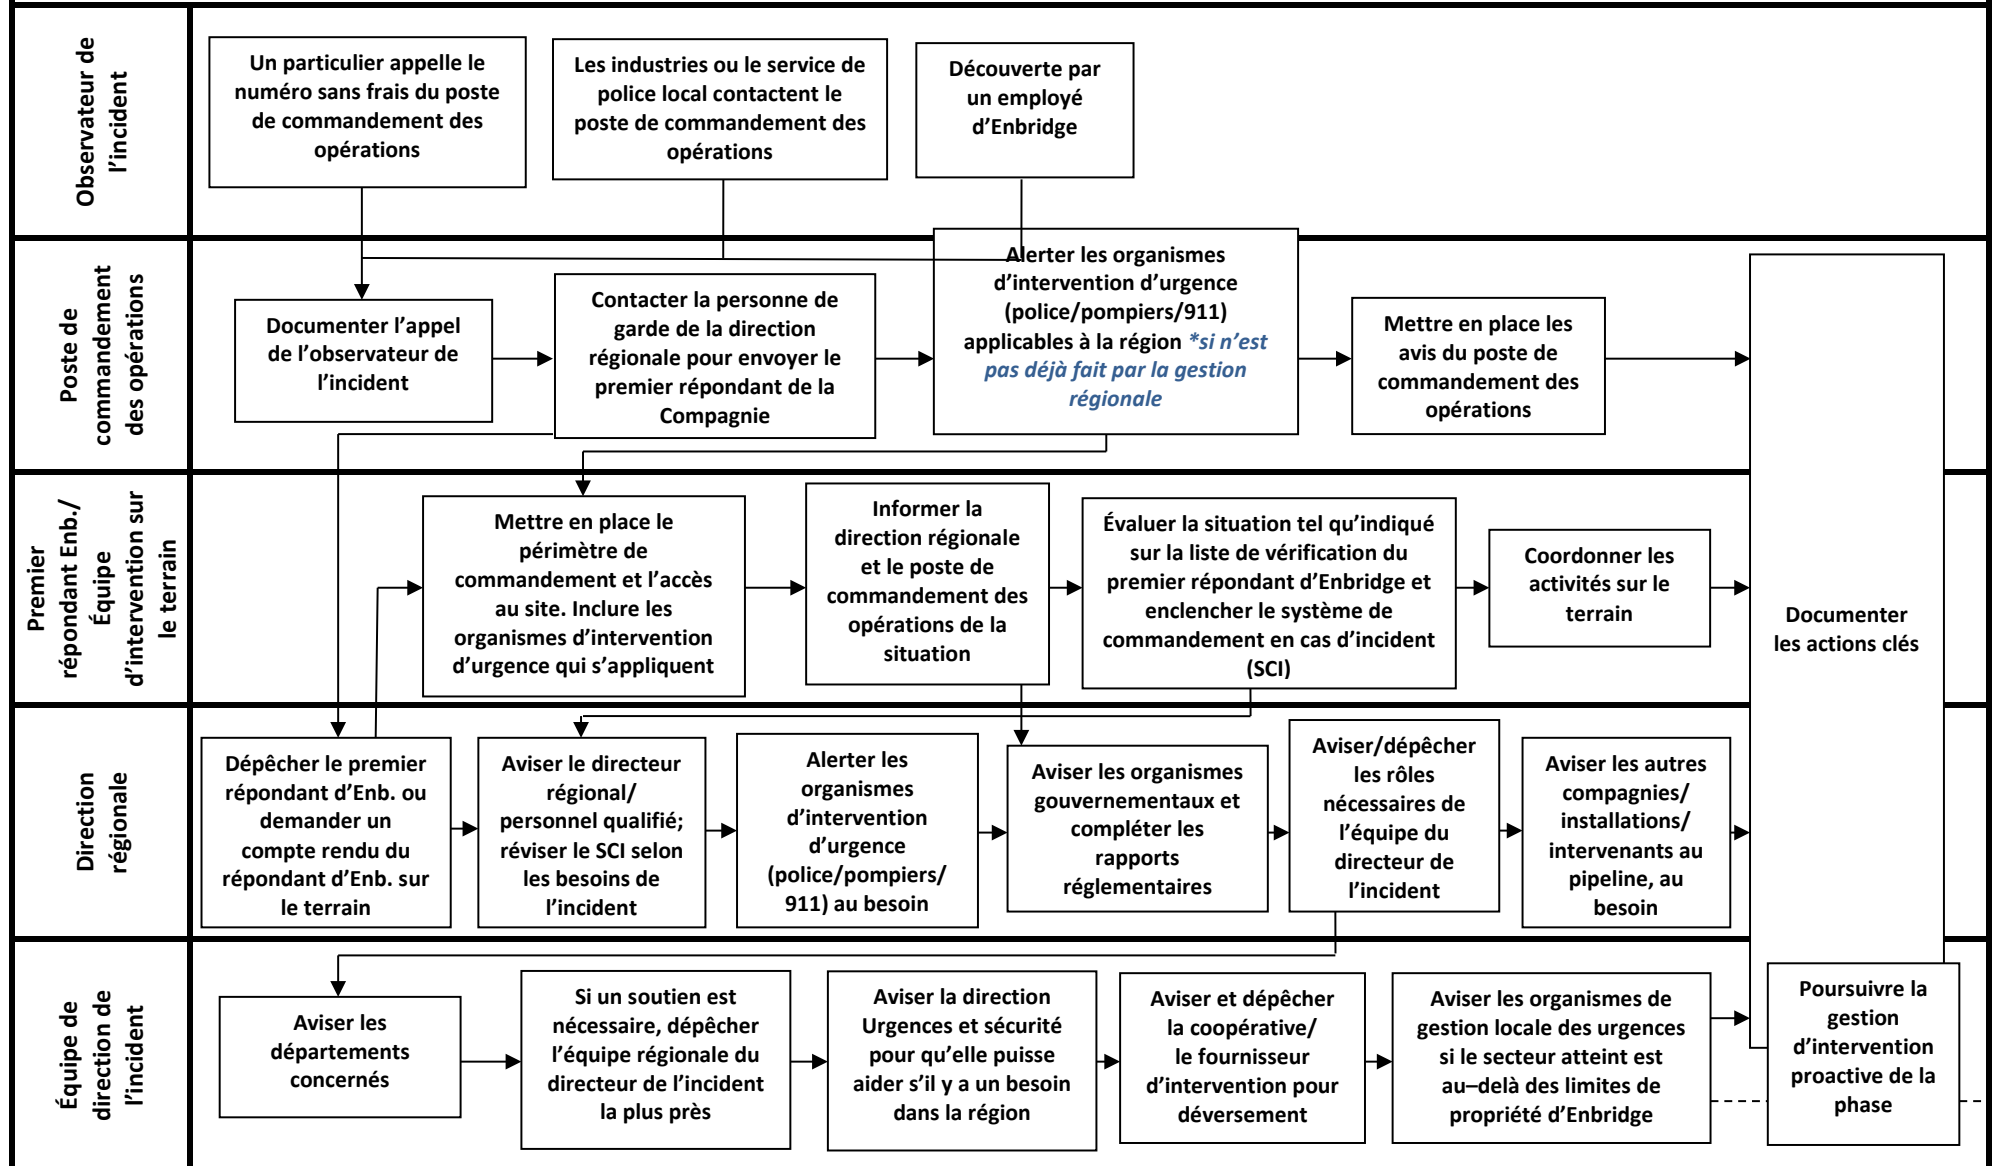 Observateur de
l’incident
Un particulier appelle le
numéro sans frais du poste
de commandement des
opérations
Les industries ou le service de
police local contactent le
poste de commandement des
opérations
Découverte par
un employé
d’Enbridge
Poste de
commandement
des opérations
Documenter l’appel
de l’observateur de
l’incident
Contacter la personne de
garde de la direction
régionale pour envoyer le
premier répondant de la
Compagnie
Alerter les organismes
d’intervention d’urgence
(police/pompiers/911)
applicables à la région *si n’est
pas déjà fait par la gestion
régionale
Mettre en place les
avis du poste de
commandement des
opérations
Premier
répondant Enb./
Équipe
d’intervention sur
le terrain
Mettre en place le
périmètre de
commandement et l’accès
au site. Inclure les
organismes d’intervention
d’urgence qui s’appliquent
Informer la
direction régionale
et le poste de
commandement des
opérations de la
situation
Évaluer la situation tel qu’indiqué
sur la liste de vérification du
premier répondant d’Enbridge et
enclencher le système de
commandement en cas d’incident
(SCI)
Coordonner les
activités sur le
terrain
Documenter
les actions clés
Direction
régionale
Dépêcher le premier
répondant d’Enb. ou
demander un
compte rendu du
répondant d’Enb. sur
le terrain
Aviser le directeur
régional/
personnel qualifié;
réviser le SCI selon
les besoins de
l’incident
Alerter les
organismes
d’intervention
d’urgence
(police/pompiers/
911) au besoin
Aviser les organismes
gouvernementaux et
compléter les
rapports
réglementaires
Aviser/dépêcher
les rôles
nécessaires de
l’équipe du
directeur de
l’incident
Aviser les autres
compagnies/
installations/
intervenants au
pipeline, au
besoin
Équipe de
direction de
l’incident
Aviser les
départements
concernés
Si un soutien est
nécessaire, dépêcher
l’équipe régionale du
directeur de l’incident
la plus près
Aviser la direction
Urgences et sécurité
pour qu’elle puisse
aider s’il y a un besoin
dans la région
Aviser et dépêcher
la coopérative/
le fournisseur
d’intervention pour
déversement
Aviser les organismes de
gestion locale des urgences
si le secteur atteint est
au–delà des limites de
propriété d’Enbridge
Poursuivre la
gestion
d’intervention
proactive de la
phase